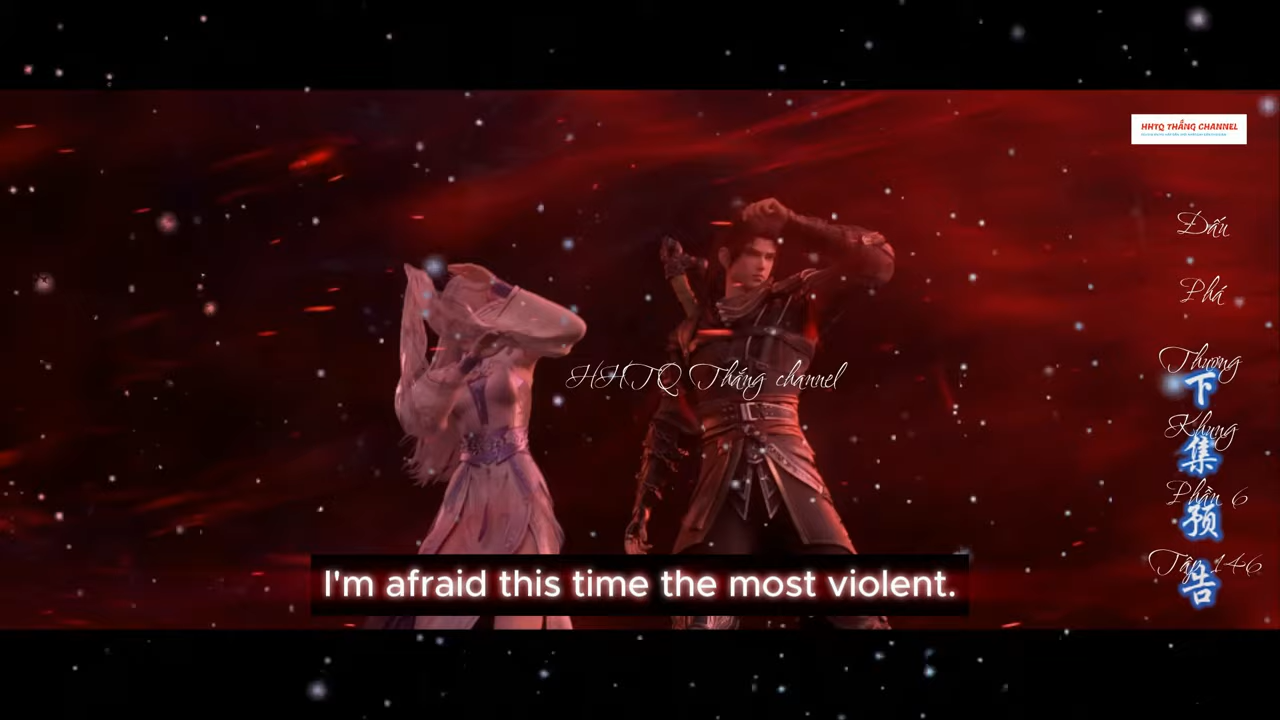 HHTQ THẮNG CHANNEL
Đấu
Phá
Thương
Khung
Phần 6
Tập 146
下
集
预
告
HHTQ Thắng channel
I'm afraid this time the most violent.